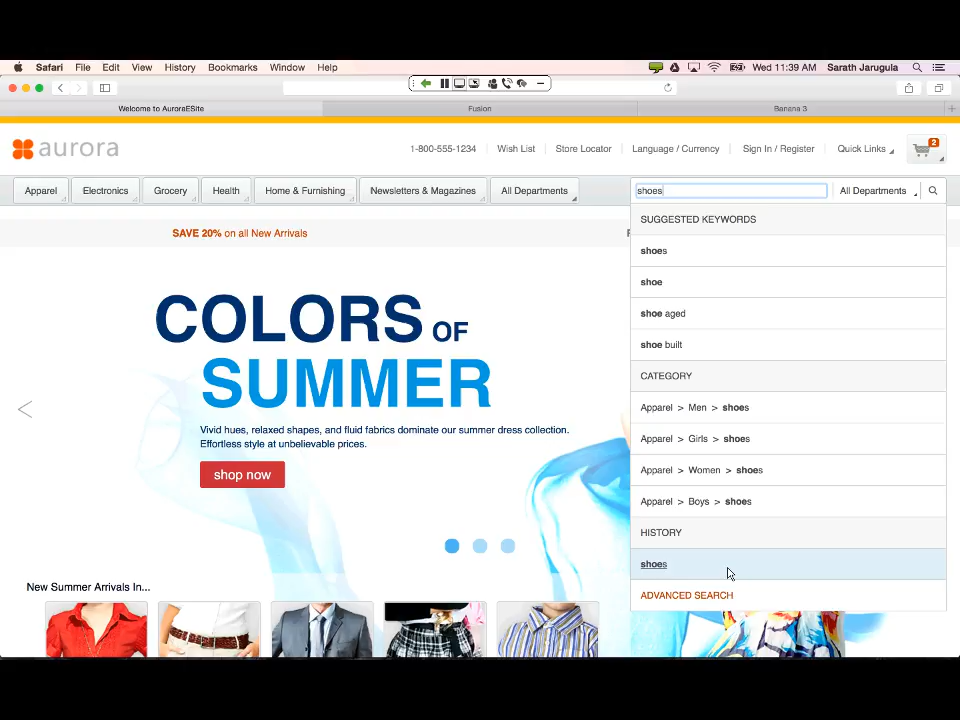 Safari File Edit View History Bookmarks Window Help Wed 11:39 AM Sarath Jarugula
Welcome to AuroraESite Fusion Banana 3
aurora 1-800-555-1234 Wish List Store Locator Language / Currency Sign In / Register Quick Links 2
Apparel Electronics Grocery Health Home & Furnishing Newsletters & Magazines All Departments shoes All Departments
SUGGESTED KEYWORDS
SAVE 20% on all New Arrivals
shoes
shoe
shoe aged
shoe built
CATEGORY
Apparel > Men > shoes
Apparel > Girls > shoes
Apparel > Women > shoes
Apparel > Boys > shoes
HISTORY
shoes
ADVANCED SEARCH
COLORS OF
SUMMER
Vivid hues, relaxed shapes, and fluid fabrics dominate our summer dress collection.
Effortless style at unbelievable prices.
shop now
New Summer Arrivals In...